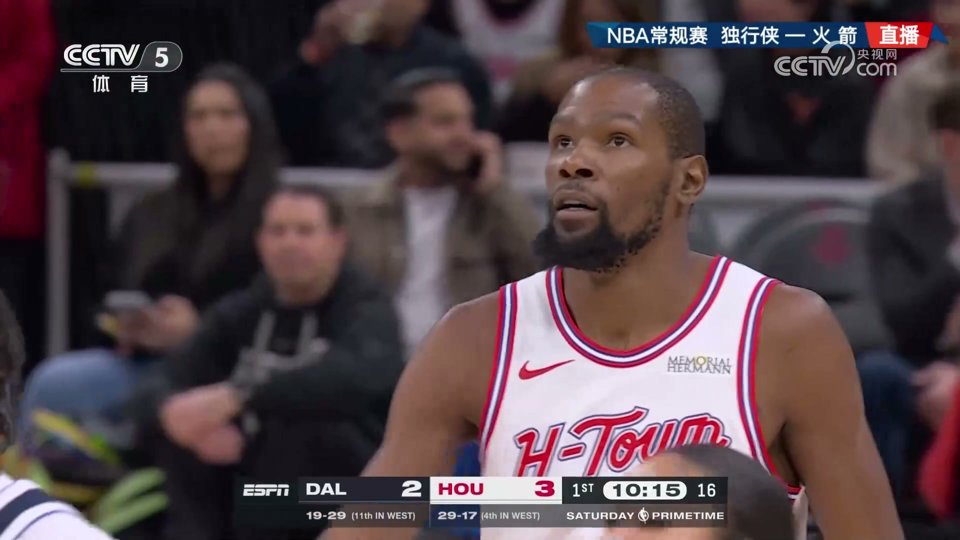 CCTV 5
体育
NBA常规赛 独行侠—火箭 直播
央视网
CCTV.com
MEMORIAL
HERMANN
H-Town
ESPN DAL 2 HOU 3 1ST 10:15 16
19-29 (11th IN WEST) 29-17 (4th IN WEST) SATURDAY PRIMETIME